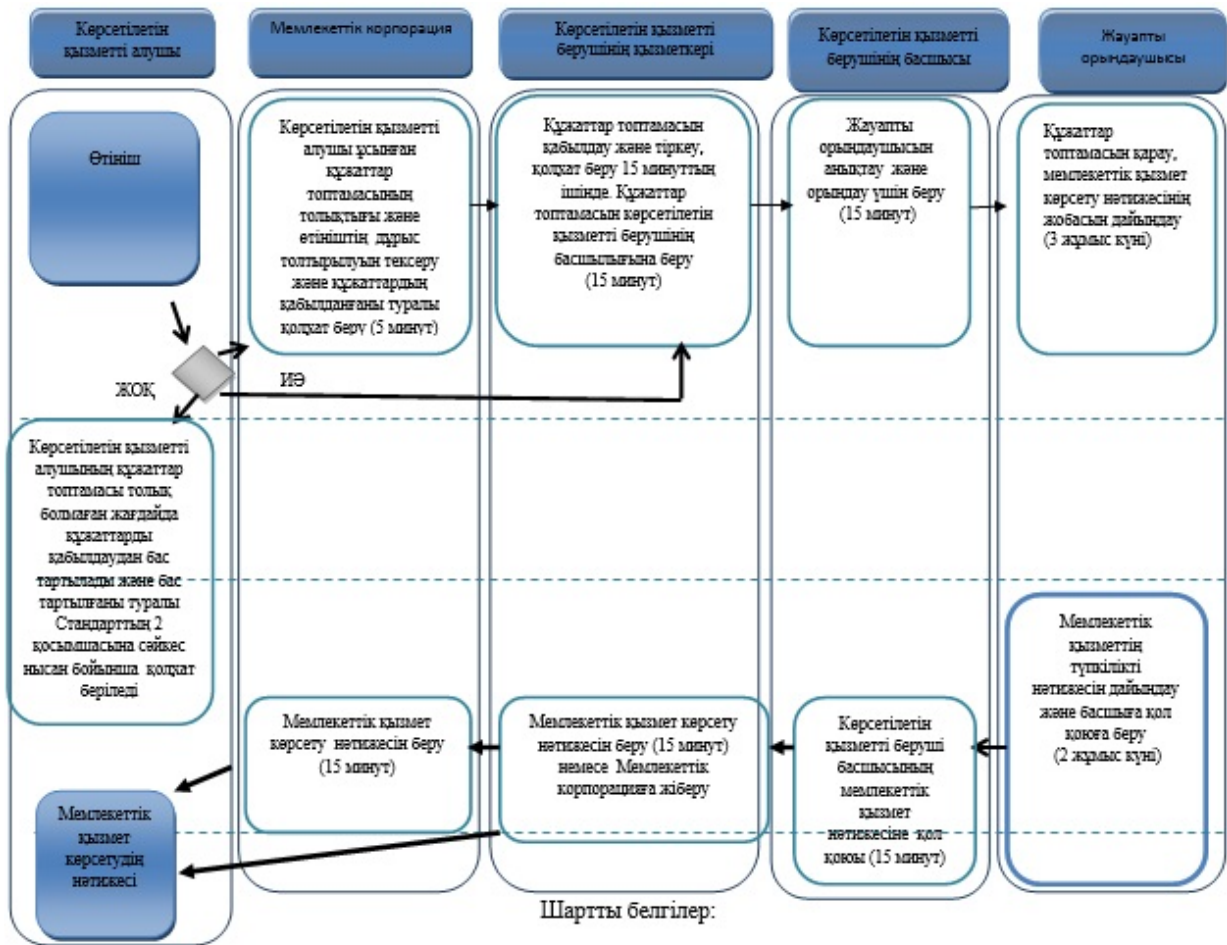 Көрсетілетін
қызметті алушы
Мемлекеттік корпорация
Көрсетілетін қызметті
берушінің қызметкері
Көрсетілетін қызметті
берушінің басшысы
Жауапты
орындаушысы
Өтініш
Көрсетілетін қызметті
алушы ұсынған
құжаттар
топтамасының
толықтығы және
өтініштің дұрыс
толтырылуын тексеру
және құжаттардың
қабылданғаны туралы
қолхат беру (5 минут)
Құжаттар топтамасын
қабылдау және тіркеу,
қолхат беру 15 минуттың
ішінде. Құжаттар
топтамасын көрсетілетін
қызметті берушінің
басшылығына беру
(15 минут)
Жауапты
орындаушысын
анықтау және
орындау үшін беру
(15 минут)
Құжаттар
топтамасын қарау,
мемлекеттік қызмет
көрсету нәтижесінің
жобасын дайындау
(3 жұмыс күні)
ЖОҚ
ИӘ
Көрсетілетін қызметті
алушының құжаттар
топтамасы толық
болмаған жағдайда
құжаттарды
қабылдаудан бас
тартылады және бас
тартылғаны туралы
Стандарттың 2
қосымшасына сәйкес
нысан бойынша қолхат
беріледі
Мемлекеттік қызмет
көрсету нәтижесін беру
(15 минут)
Мемлекеттік қызмет көрсету
нәтижесін беру (15 минут)
немесе Мемлекеттік
корпорацияға жіберу
Көрсетілетін
қызметті беруші
басшысының
мемлекеттік
қызмет
нәтижесіне қол
қоюы (15 минут)
Мемлекеттік
қызметтің
түпкілікті
нәтижесін дайындау
және басшыға қол
қоюға беру
(2 жұмыс күні)
Мемлекеттік
қызмет
көрсетудің
нәтижесі
Шартты белгілер: